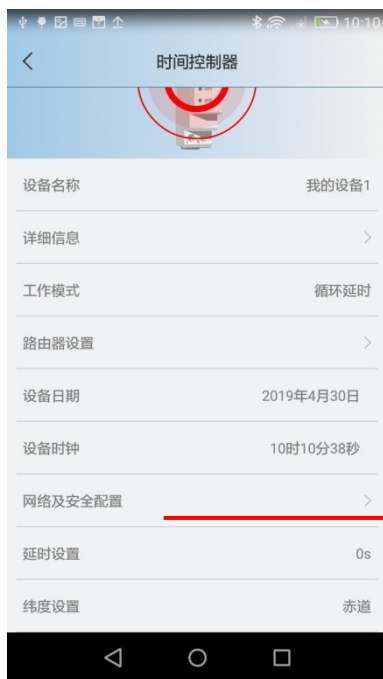 10:10
时间控制器
设备名称 我的设备1
详细信息
工作模式 循环延时
路由器设置
设备日期 2019年4月30日
设备时钟 10时10分38秒
网络及安全配置
延时设置 0s
纬度设置 赤道